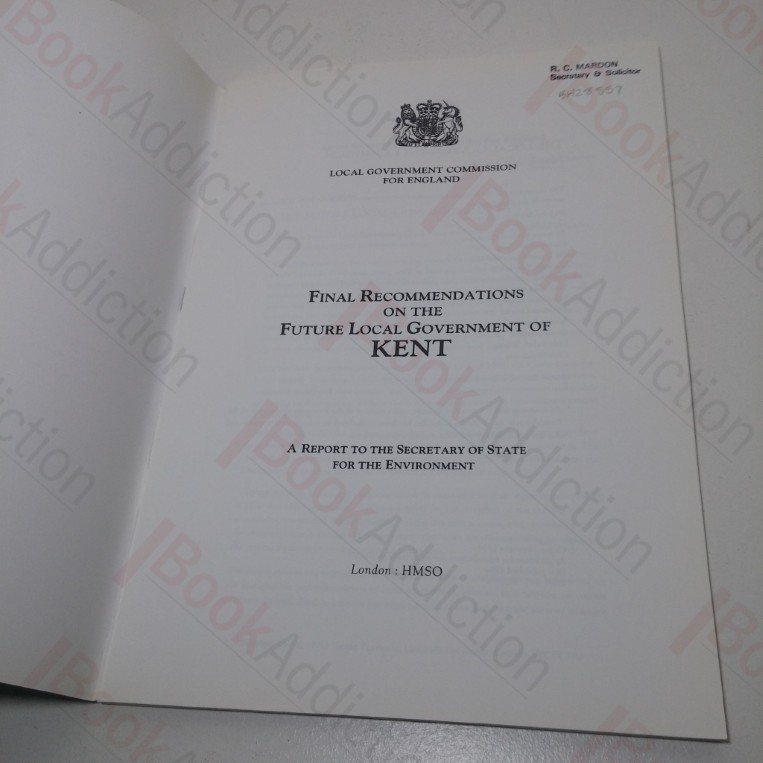 R. C. MARDON
Secretary & Solicitor
LOCAL GOVERNMENT COMMISSION
FOR ENGLAND
FINAL RECOMMENDATIONS
ON THE
FUTURE LOCAL GOVERNMENT OF
KENT
A REPORT TO THE SECRETARY OF STATE
FOR THE ENVIRONMENT
London : HMSO
BookAddiction